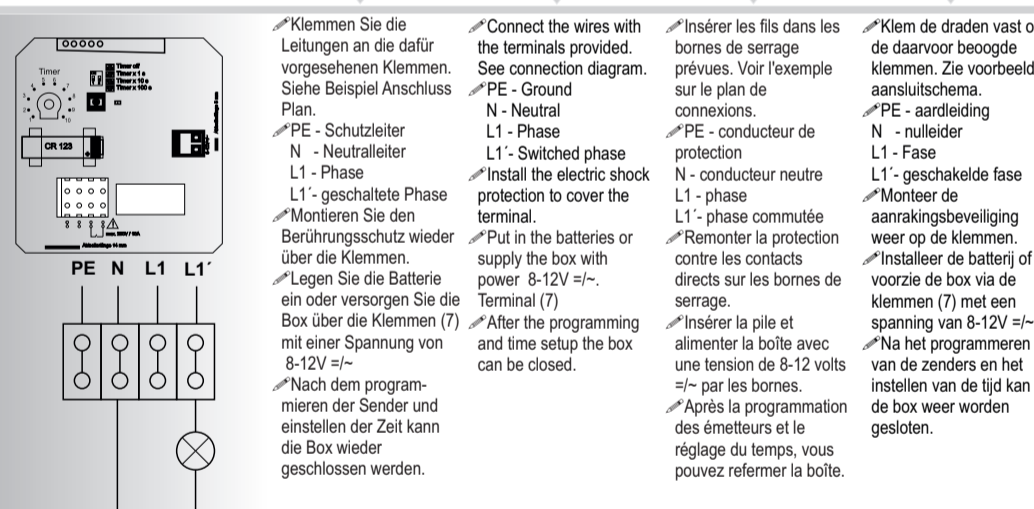 Timer
Timer off
Timer x 1 s
Timer x 10 s
Timer x 100 s
CR 123
Abisolierlänge 14 mm
PE N L1 L1´
Klemmen Sie die
Leitungen an die dafür
vorgesehenen Klemmen.
Siehe Beispiel Anschluss
Plan.
PE - Schutzleiter
N - Neutralleiter
L1 - Phase
L1´- geschaltete Phase
Montieren Sie den
Berührungsschutz wieder
über die Klemmen.
Legen Sie die Batterie
ein oder versorgen Sie die
Box über die Klemmen (7)
mit einer Spannung von
8-12V =/~
Nach dem program-
mieren der Sender und
einstellen der Zeit kann
die Box wieder
geschlossen werden.
Connect the wires with
the terminals provided.
See connection diagram.
PE - Ground
N - Neutral
L1 - Phase
L1´- Switched phase
Install the electric shock
protection to cover the
terminal.
Put in the batteries or
supply the box with
power 8-12V =/~.
Terminal (7)
After the programming
and time setup the box
can be closed.
Insérer les fils dans les
bornes de serrage
prévues. Voir l'exemple
sur le plan de
connexions.
PE - conducteur de
protection
N - conducteur neutre
L1 - phase
L1´- phase commutée
Remonter la protection
contre les contacts
directs sur les bornes de
serrage.
Insérer la pile et
alimenter la boîte avec
une tension de 8-12 volts
=/~ par les bornes.
Après la programmation
des émetteurs et le
réglage du temps, vous
pouvez refermer la boîte.
Klem de draden vast o
de daarvoor beoogde
klemmen. Zie voorbeeld
aansluitschema.
PE - aardleiding
N - nulleider
L1 - Fase
L1´- geschakelde fase
Monteer de
aanrakingsbeveiliging
weer op de klemmen.
Installeer de batterij of
voorzie de box via de
klemmen (7) met een
spanning van 8-12V =/~
Na het programmeren
van de zenders en het
instellen van de tijd kan
de box weer worden
gesloten.